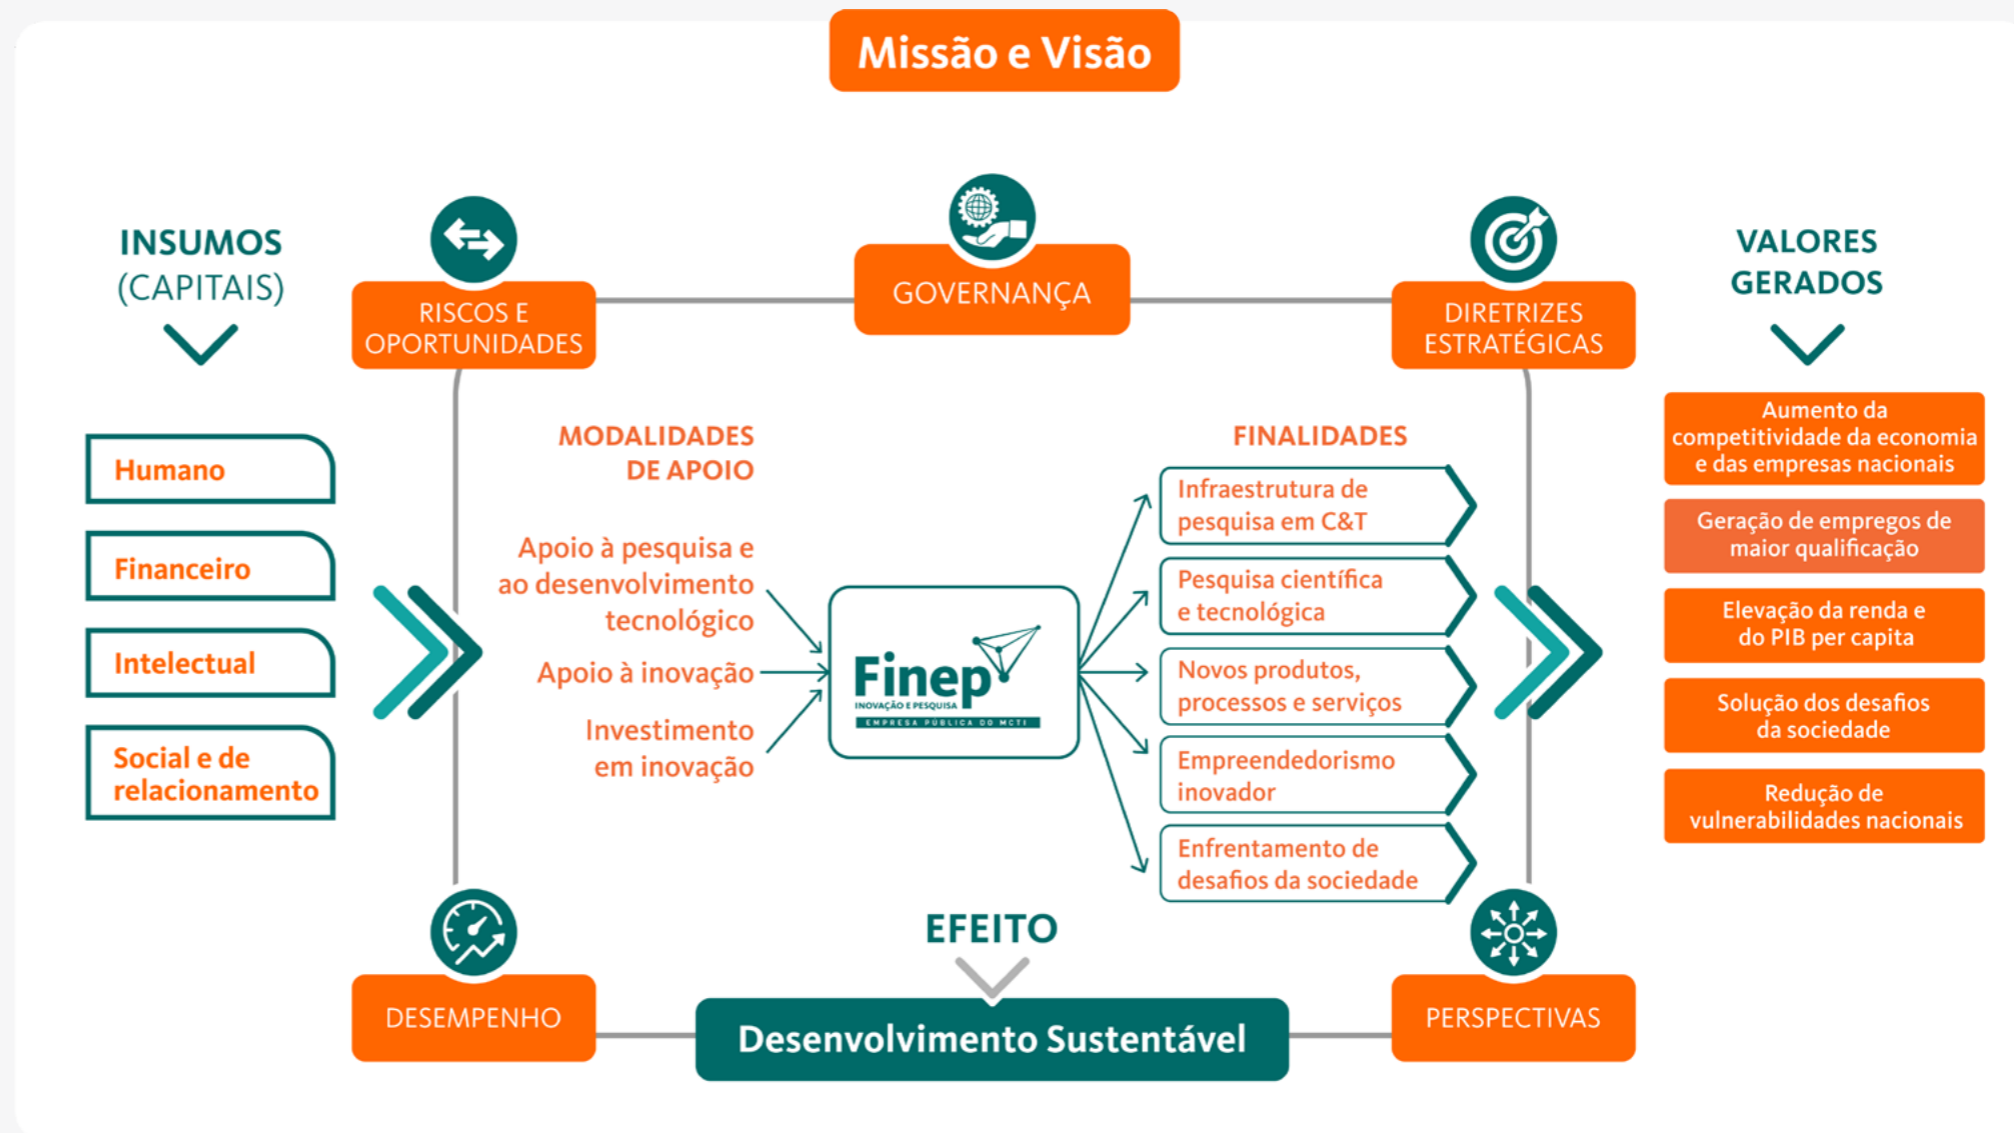 Missão e Visão
INSUMOS
(CAPITAIS)
Humano
Financeiro
Intelectual
Social e de
relacionamento
RISCOS E
OPORTUNIDADES
GOVERNANÇA
DIRETRIZES
ESTRATÉGICAS
MODALIDADES
DE APOIO
Apoio à pesquisa e
ao desenvolvimento
tecnológico
Apoio à inovação
Investimento
em inovação
Finep
INOVAÇÃO E PESQUISA
EMPRESA PÚBLICA DO MCTI
FINALIDADES
Infraestrutura de
pesquisa em C&T
Pesquisa científica
e tecnológica
Novos produtos,
processos e serviços
Empreendedorismo
inovador
Enfrentamento de
desafios da sociedade
VALORES
GERADOS
Aumento da
competitividade da economia
e das empresas nacionais
Geração de empregos de
maior qualificação
Elevação da renda e
do PIB per capita
Solução dos desafios
da sociedade
Redução de
vulnerabilidades nacionais
DESEMPENHO
EFEITO
Desenvolvimento Sustentável
PERSPECTIVAS